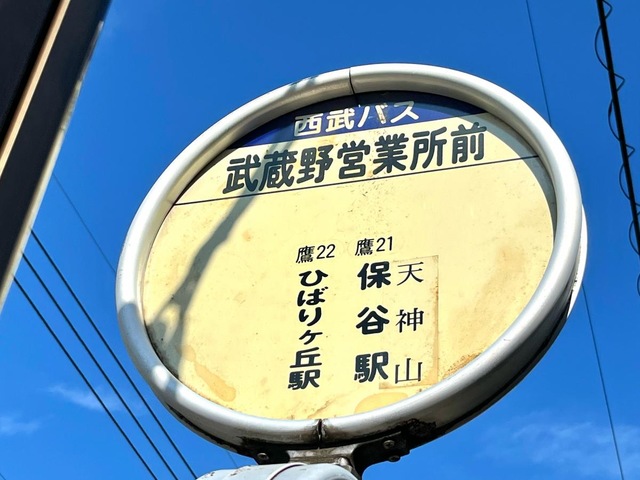 西武バス
武蔵野営業所前
鷹21
天神山
保谷駅
鷹22
ひばりヶ丘駅